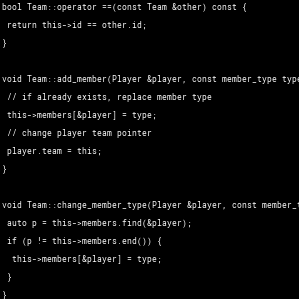 bool Team::operator ==(const Team &other) const {
return this->id == other.id;
}
void Team::add_member(Player &player, const member_type type
// if already exists, replace member type
this->members[&player] = type;
// change player team pointer
player.team = this;
}
void Team::change_member_type(Player &player, const member_t
auto p = this->members.find(&player);
if (p != this->members.end()) {
this->members[&player] = type;
}
}